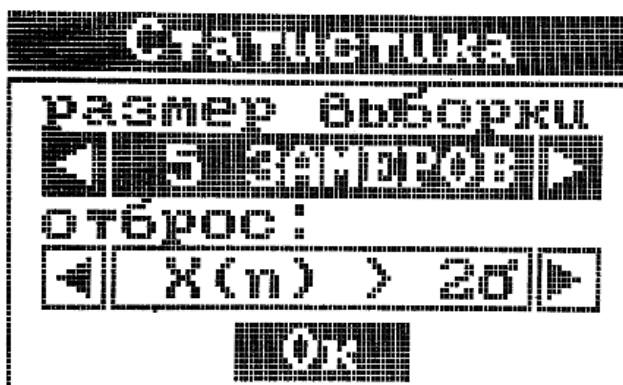 Статистика
размер выборки
5 ЗАМЕРОВ
отброс:
X(n) > 2σ
Ок